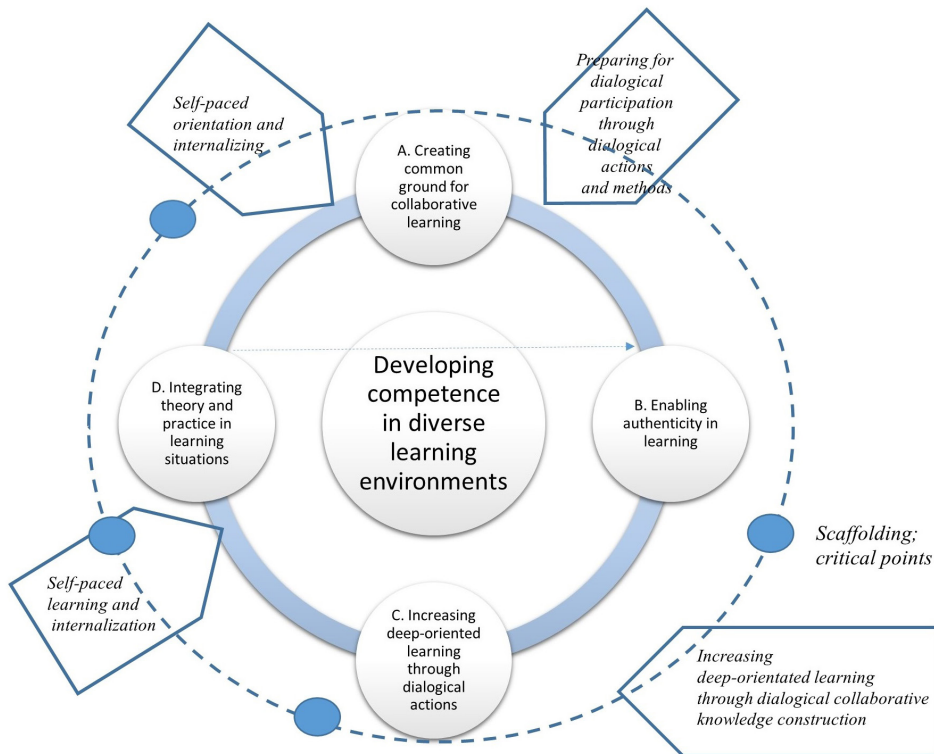 Self-paced
orientation and
internalizing
Preparing for
dialogical
participation
through
dialogical
actions
and methods
A. Creating
common
ground for
collaborative
learning
D. Integrating
theory and
practice in
learning
situations
Developing
competence
in diverse
learning
environments
B. Enabling
authenticity in
learning
Self-paced
learning and
internalization
Scaffolding;
critical points
C. Increasing
deep-oriented
learning
through
dialogical
actions
Increasing
deep-orientated learning
through dialogical collaborative
knowledge construction